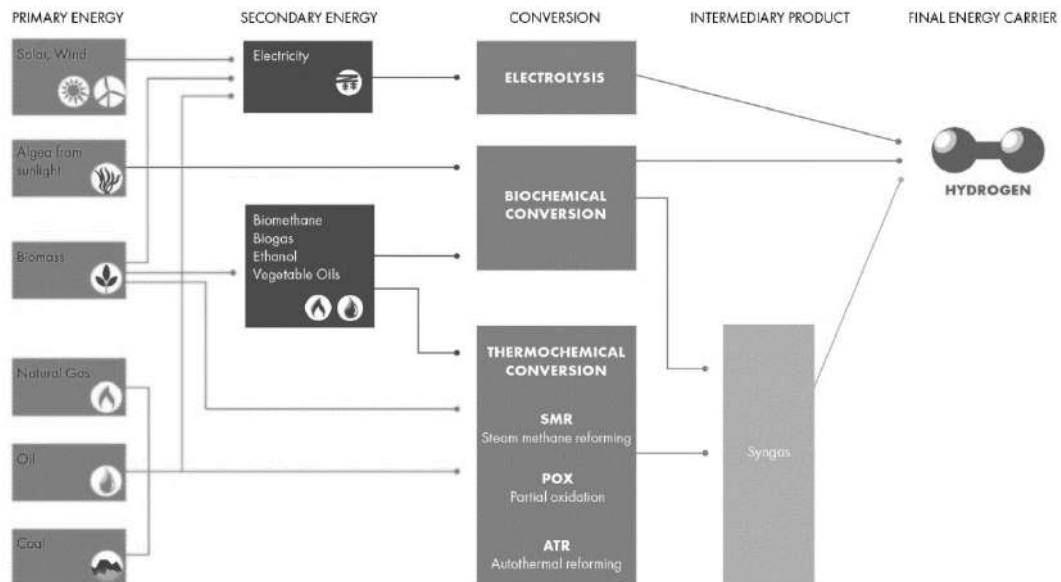 PRIMARY ENERGY
SECONDARY ENERGY
CONVERSION
INTERMEDIARY PRODUCT
FINAL ENERGY CARRIER
Solar, Wind
Electricity
ELECTROLYSIS
Algea from
sunlight
BIOCHEMICAL
CONVERSION
HYDROGEN
Biomass
Biomethane
Biogas
Ethanol
Vegetable Oils
THERMOCHEMICAL
CONVERSION
Natural Gas
SMR
Steam methane reforming
Syngas
Oil
POX
Partial oxidation
Coal
ATR
Autothermal reforming